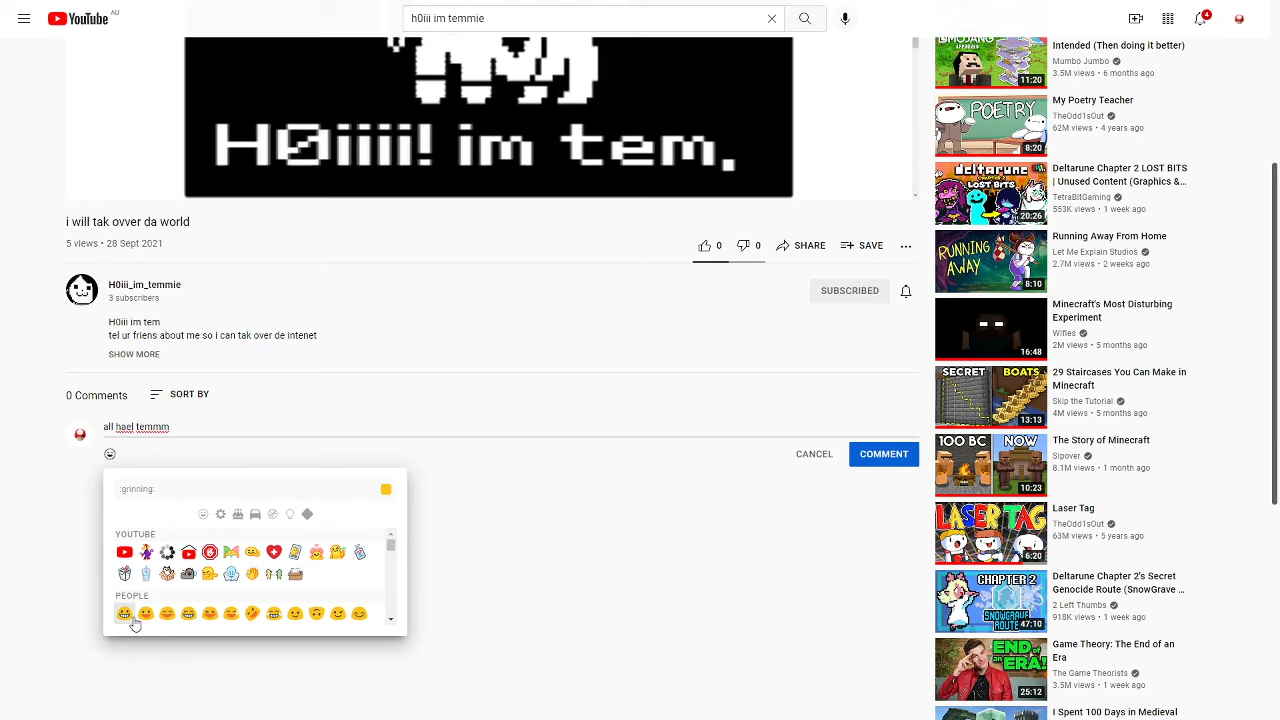 YouTube AU
h0iii im temmie
4
H0iiii! im tem.
i will tak ovver da world
5 views • 28 Sept 2021
0
0
SHARE
SAVE
H0iii_im_temmie
3 subscribers
SUBSCRIBED
H0iii im tem
tel ur friens about me so i can tak over de intenet
SHOW MORE
0 Comments
SORT BY
all hael temmm
CANCEL
COMMENT
:grinning:
YOUTUBE
PEOPLE
MOJANG
APPROVED
11:20
Intended (Then doing it better)
Mumbo Jumbo
3.5M views • 6 months ago
POETRY
8:20
My Poetry Teacher
TheOdd1sOut
62M views • 4 years ago
deltarune
CHAPTER 2
LOST BITS
20:26
Deltarune Chapter 2 LOST BITS
| Unused Content (Graphics &...
TetraBitGaming
553K views • 1 week ago
RUNNING
AWAY
8:10
Running Away From Home
Let Me Explain Studios
2.7M views • 2 weeks ago
16:48
Minecraft's Most Disturbing
Experiment
Wifies
2M views • 5 months ago
SECRET
BOATS
13:13
29 Staircases You Can Make in
Minecraft
Skip the Tutorial
4M views • 5 months ago
100 BC
NOW
10:23
The Story of Minecraft
Sipover
8.1M views • 1 month ago
LASER TAG
6:20
Laser Tag
TheOdd1sOut
63M views • 5 years ago
CHAPTER 2
SNOWGRAVE
ROUTE
47:10
Deltarune Chapter 2's Secret
Genocide Route (SnowGrave ...
2 Left Thumbs
918K views • 1 week ago
END of
an ERA!
25:12
Game Theory: The End of an
Era
The Game Theorists
3.5M views • 1 week ago
I Spent 100 Days in Medieval